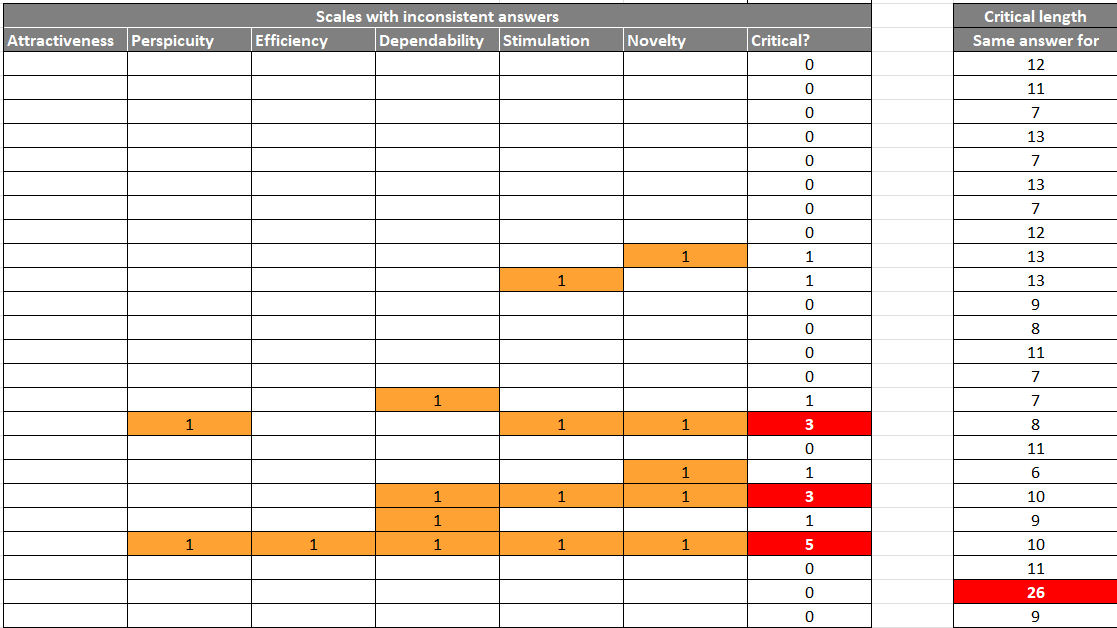 Scales with inconsistent answers Critical length
Attractiveness Perspicuity Efficiency Dependability Stimulation Novelty Critical? Same answer for
0 12
0 11
0 7
0 13
0 7
0 13
0 7
0 12
1 1 13
1 1 13
0 9
0 8
0 11
0 7
1 1 7
1 1 1 3 8
0 11
1 1 6
1 1 1 3 10
1 1 9
1 1 1 1 1 5 10
0 11
0 26
0 9